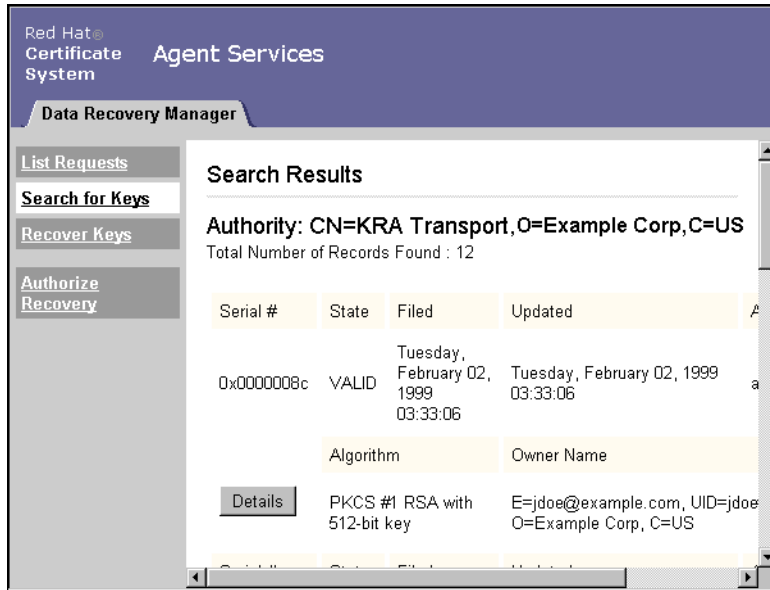 Red Hat®
Certificate
System
Agent Services
Data Recovery Manager
List Requests
Search for Keys
Recover Keys
Authorize
Recovery
Search Results
Authority: CN=KRA Transport,O=Example Corp,C=US
Total Number of Records Found : 12
Serial # State Filed Updated
0x0000008c VALID Tuesday,
February 02,
1999
03:33:06
Tuesday, February 02, 1999
03:33:06
Algorithm Owner Name
Details
PKCS #1 RSA with
512-bit key
E=jdoe@example.com, UID=jdoe
O=Example Corp, C=US